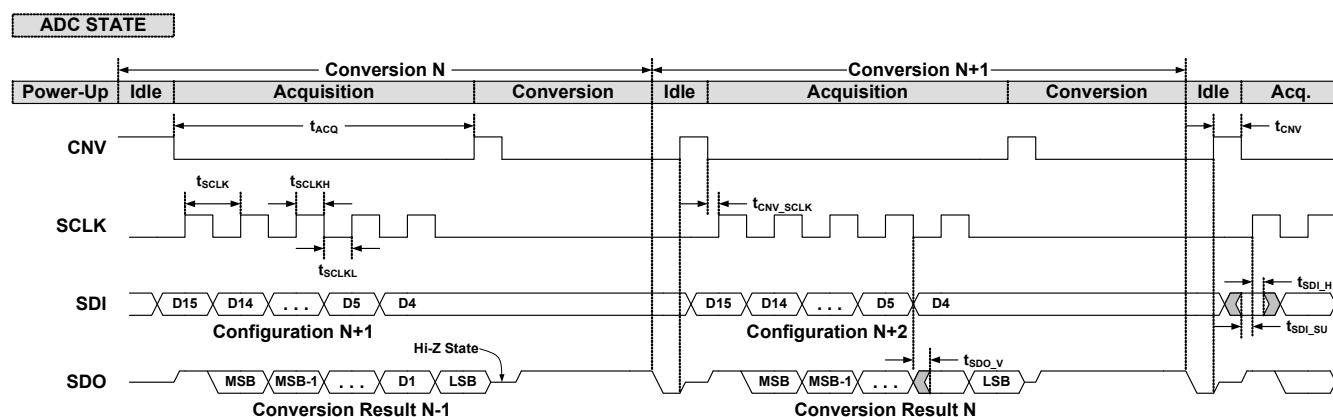 ADC STATE
Conversion N Conversion N+1
Power-Up Idle Acquisition Conversion Idle Acquisition Conversion Idle Acq.
tACQ tCNV
CNV
tSCLK tSCLKH tCNV_SCLK
SCLK
tSCLKL
tSDI_H
SDI D15 D14 . . . D5 D4 D15 D14 . . . D5 D4
tSDI_SU
Configuration N+1 Configuration N+2
Hi-Z State tSDO_V
SDO MSB MSB-1 . . . D1 LSB MSB MSB-1 . . . LSB
Conversion Result N-1 Conversion Result N